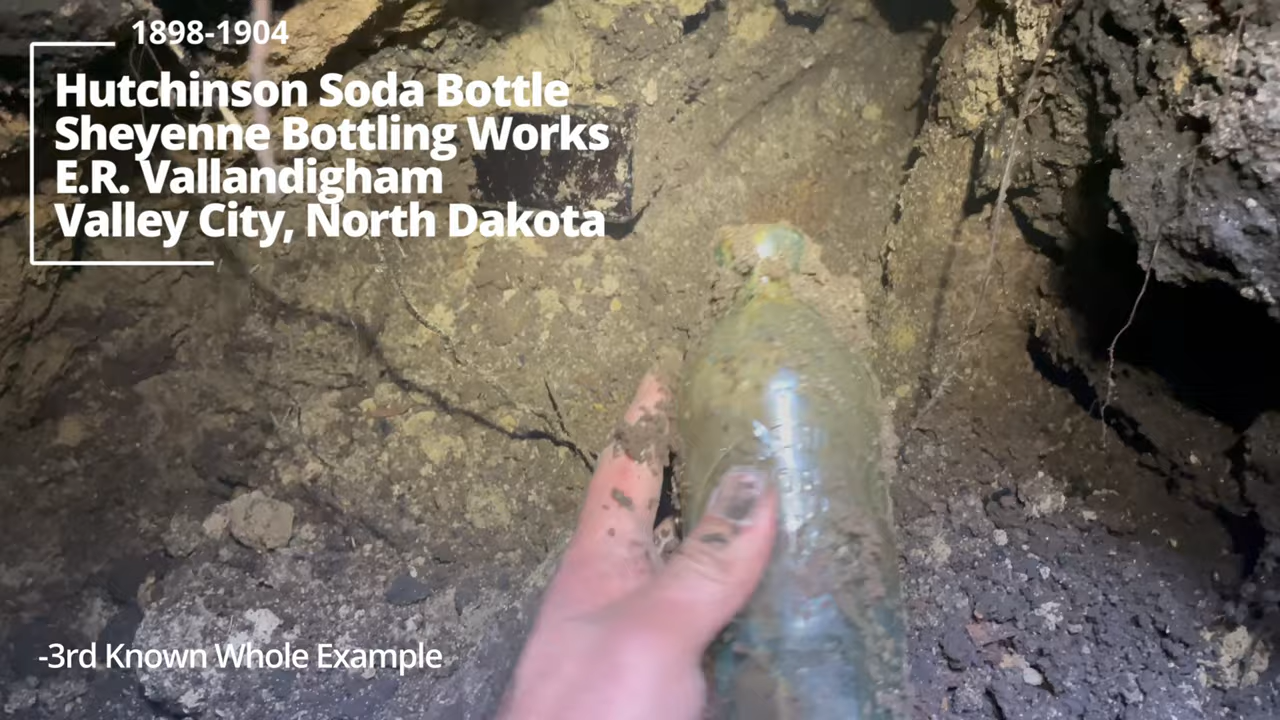 1898-1904
Hutchinson Soda Bottle
Sheyenne Bottling Works
E.R. Vallandigham
Valley City, North Dakota
-3rd Known Whole Example